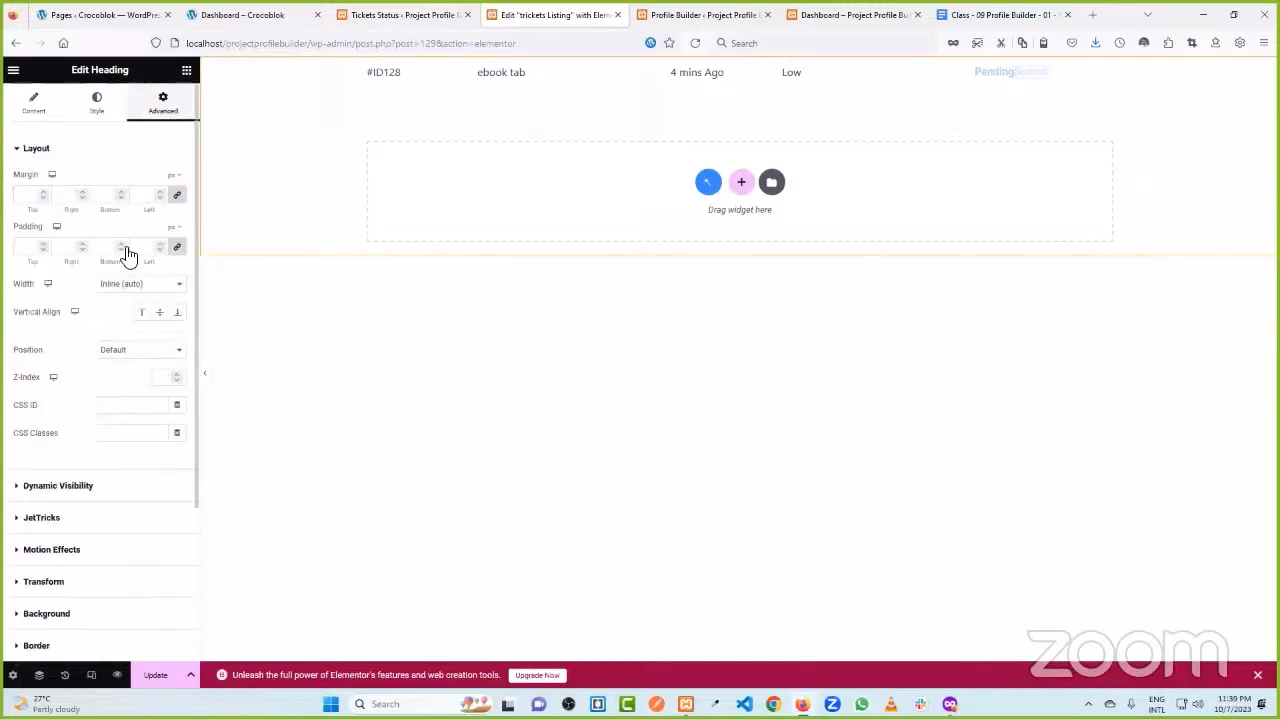 Pages ‹ Crocoblok — WordPres
Dashboard — Crocoblok
Tickets Status ‹ Project Profile B
Edit "trickets Listing" with Elem
Profile Builder ‹ Project Profile
Dashboard ‹ Project Profile Buil
Class - 09 Profile Builder - 01 -
localhost/projectprofilebuilder/wp-admin/post.php?post=129&action=elementor
Search
Edit Heading
#ID128
ebook tab
4 mins Ago
Low
Pending
Content
Style
Advanced
Layout
Margin
px
Top
Right
Bottom
Left
Padding
px
Top
Right
Bottom
Left
Drag widget here
Width
Inline (auto)
Vertical Align
Position
Default
Z-Index
CSS ID
CSS Classes
Dynamic Visibility
JetTricks
Motion Effects
Transform
Background
Border
zoom
Update
Unleash the full power of Elementor's features and web creation tools.
Upgrade Now
27°C
Partly cloudy
Search
ENG
INTL
11:39 PM
10/7/2023